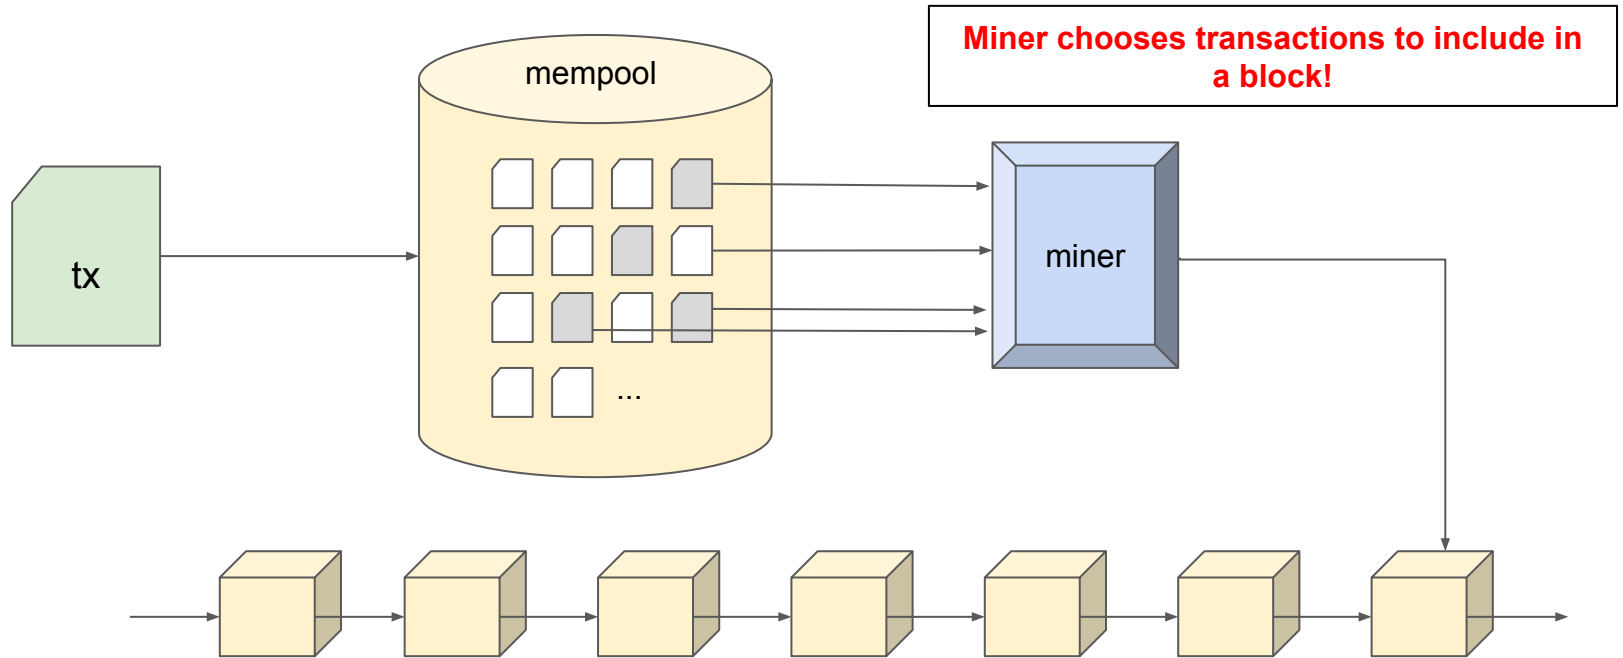 Miner chooses transactions to include in
a block!
mempool
tx
miner
...